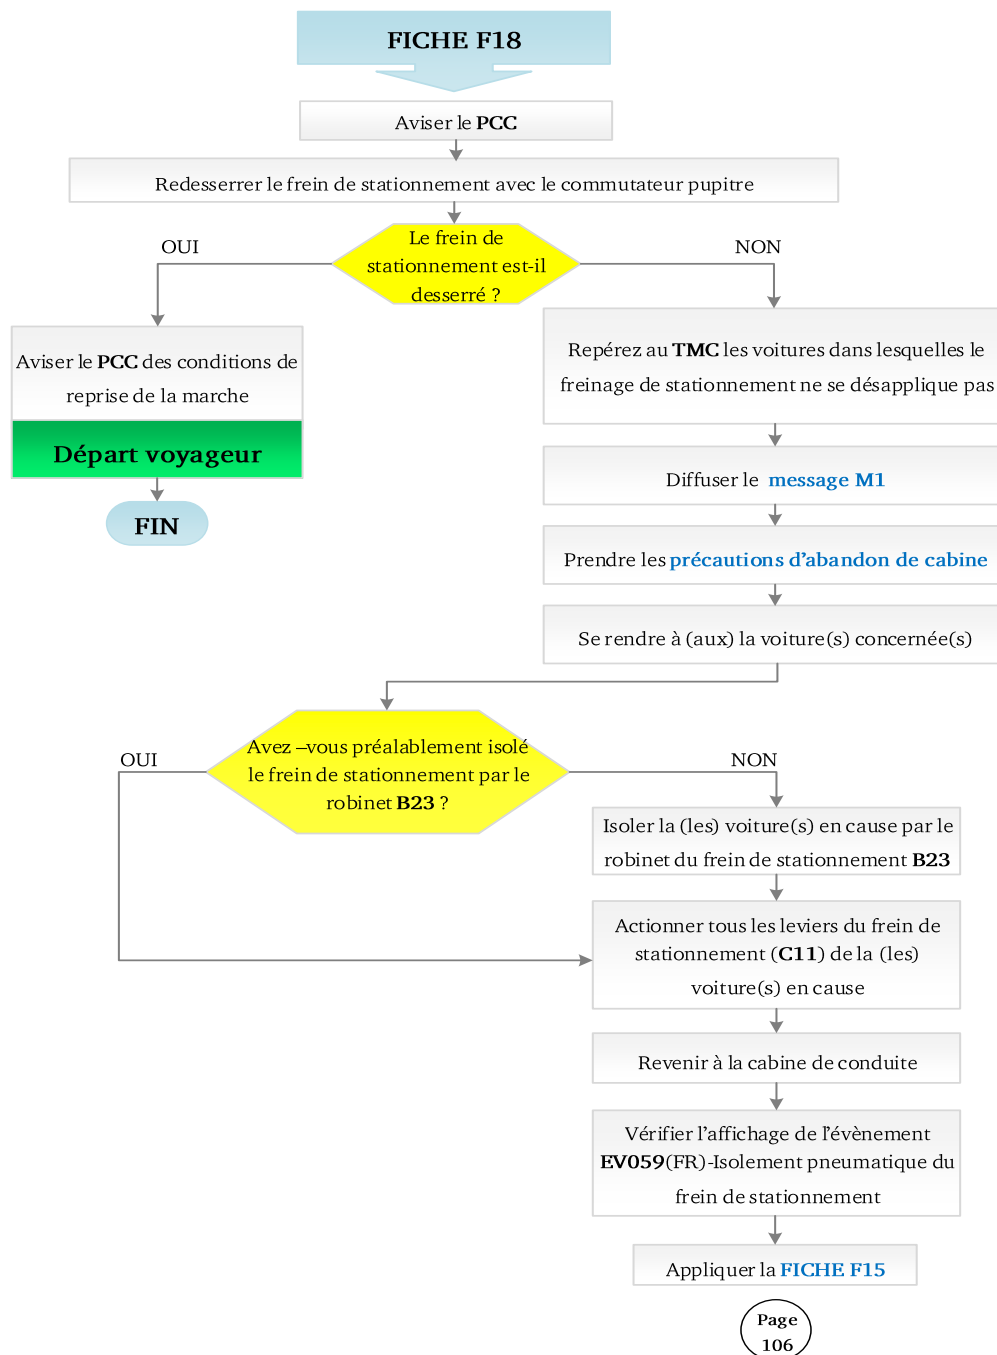 FICHE F18
Aviser le PCC
Redesserrer le frein de stationnement avec le commutateur pupitre
Le frein de
stationnement est-il
desserré ?
OUI
NON
Aviser le PCC des conditions de
reprise de la marche
Départ voyageur
FIN
Repérez au TMC les voitures dans lesquelles le
freinage de stationnement ne se désapplique pas
Diffuser le message M1
Prendre les précautions d'abandon de cabine
Se rendre à (aux) la voiture(s) concernée(s)
Avez –vous préalablement isolé
le frein de stationnement par le
robinet B23 ?
OUI
NON
Isoler la (les) voiture(s) en cause par le
robinet du frein de stationnement B23
Actionner tous les leviers du frein de
stationnement (C11) de la (les)
voiture(s) en cause
Revenir à la cabine de conduite
Vérifier l'affichage de l'évènement
EV059(FR)-Isolement pneumatique du
frein de stationnement
Appliquer la FICHE F15
Page
106